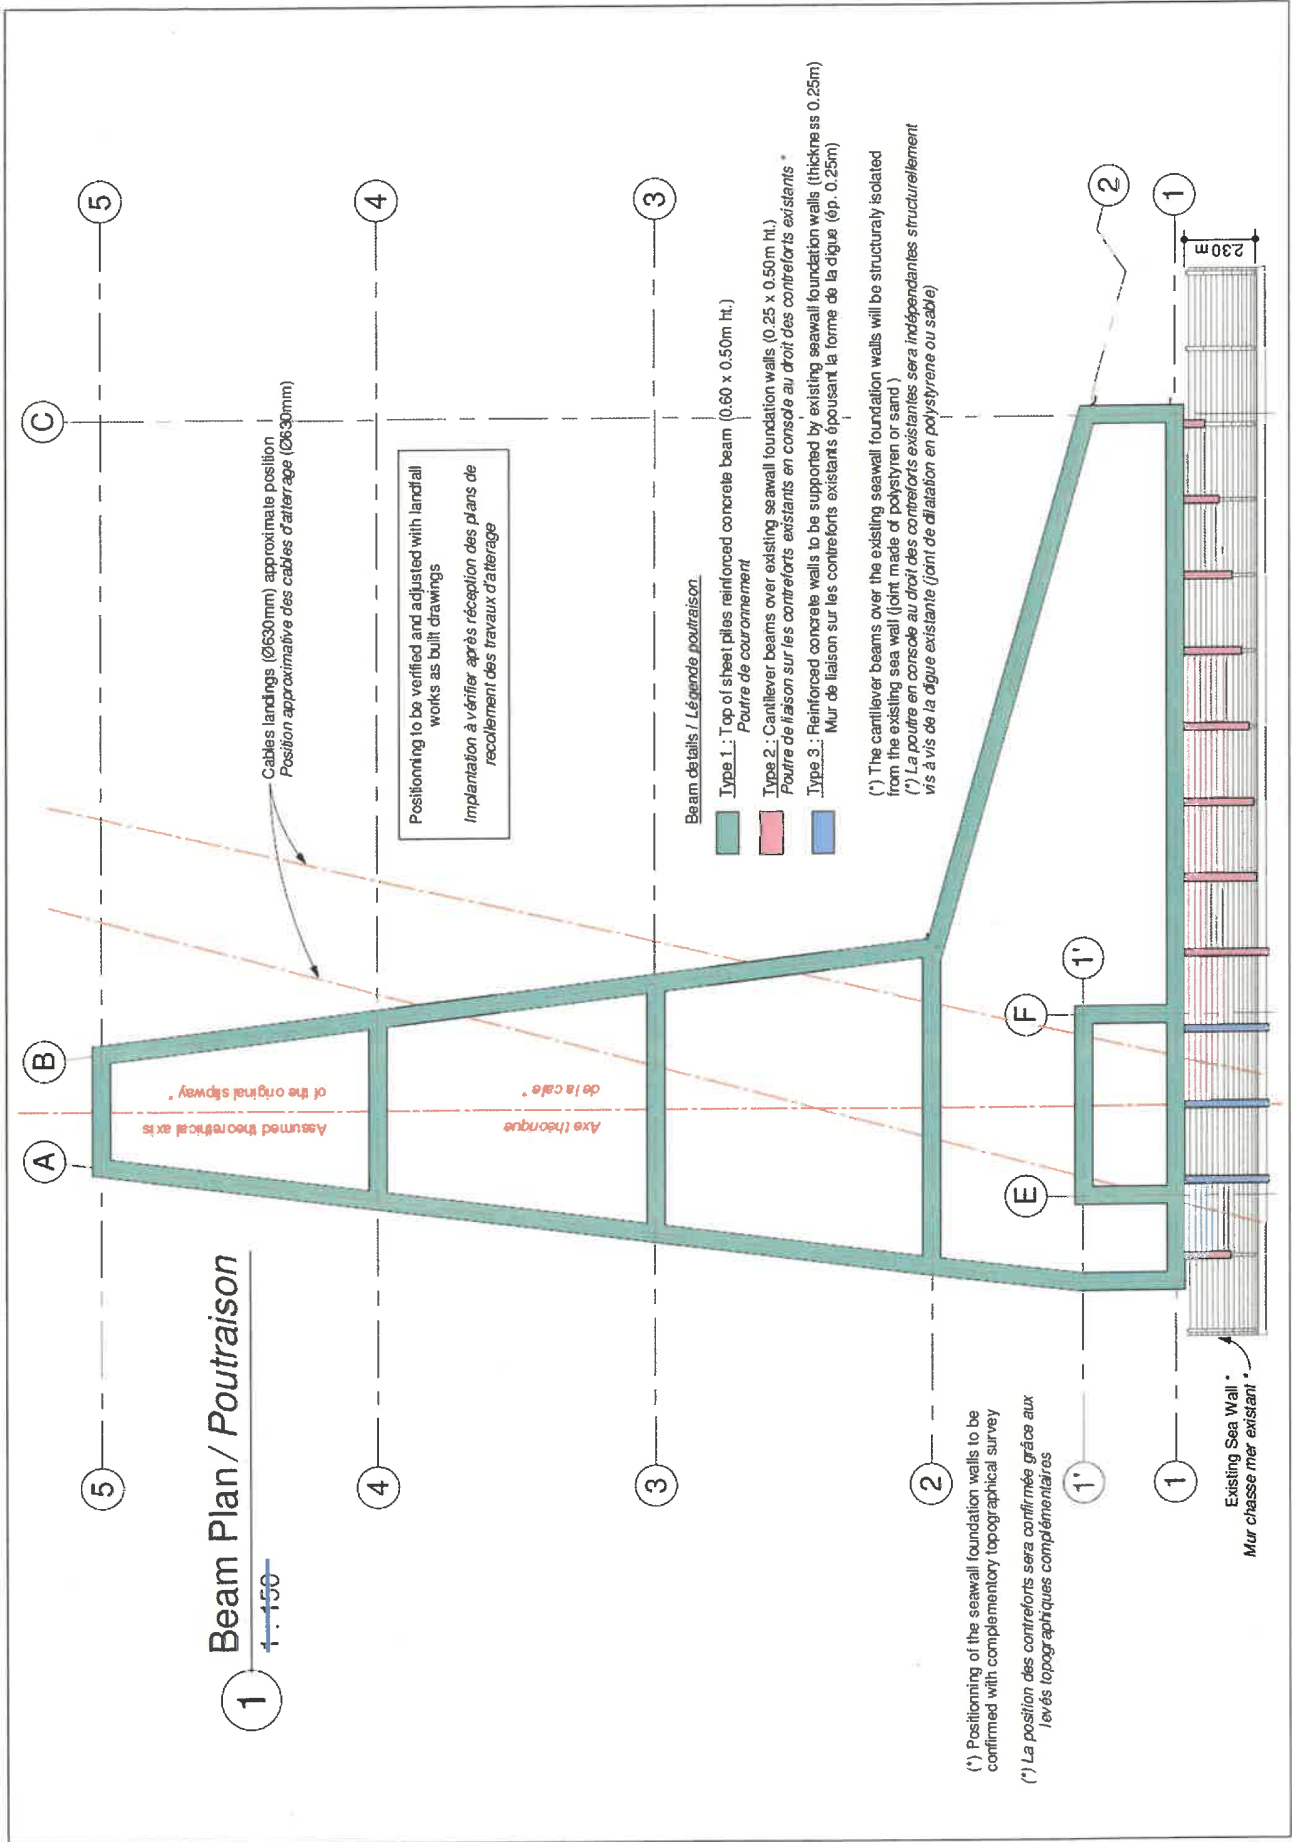 1
Beam Plan / Poutraison
1 : 150
A
B
C
5
5
4
4
3
3
2
2
1'
1'
1
1
E
F
Cables landings (Ø630mm) approximate position
Position approximative des cables d'atterrage (Ø630mm)
Positionning to be verified and adjusted with landfall
works as built drawings
Implantation à vérifier après réception des plans de
recollement des travaux d'atterage
Assumed theoretical axis
of the original slipway *
Axe théorique
de la cale *
Beam details / Légende poutraison
Type 1 : Top of sheet piles reinforced concrete beam (0.60 x 0.50m ht.)
Poutre de couronnement
Type 2 : Cantilever beams over existing seawall foundation walls (0.25 x 0.50m ht.)
Poutre de liaison sur les contreforts existants en console au droit des contreforts existants *
Type 3 : Reinforced concrete walls to be supported by existing seawall foundation walls (thickness 0.25m)
Mur de liaison sur les contreforts existants épousant la forme de la digue (ép. 0.25m)
(*) The cantilever beams over the existing seawall foundation walls will be structuraly isolated
from the existing sea wall (joint made of polystyren or sand )
(*) La poutre en console au droit des contreforts existantes sera indépendantes structurellement
vis à vis de la digue existante (joint de dilatation en polystyrene ou sable)
(*) Positionning of the seawall foundation walls to be
confirmed with complementory topographical survey
(*) La position des contreforts sera confirmée grâce aux
levés topographiques complémentaires
Existing Sea Wall *
Mur chasse mer existant *
2.30 m